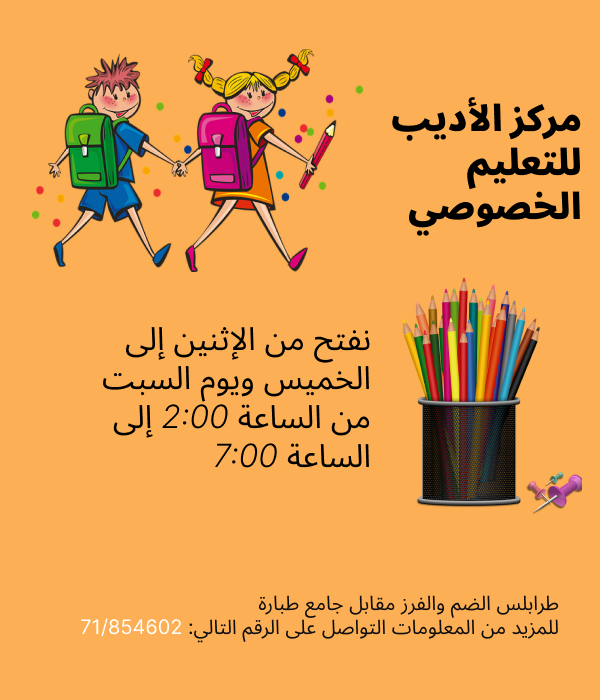 مركز الأديب
للتعليم
الخصوصي
نفتح من الإثنين إلى
الخميس ويوم السبت
من الساعة 2:00 إلى
الساعة 7:00
طرابلس الضم والفرز مقابل جامع طبارة
للمزيد من المعلومات التواصل على الرقم التالي: 71/854602